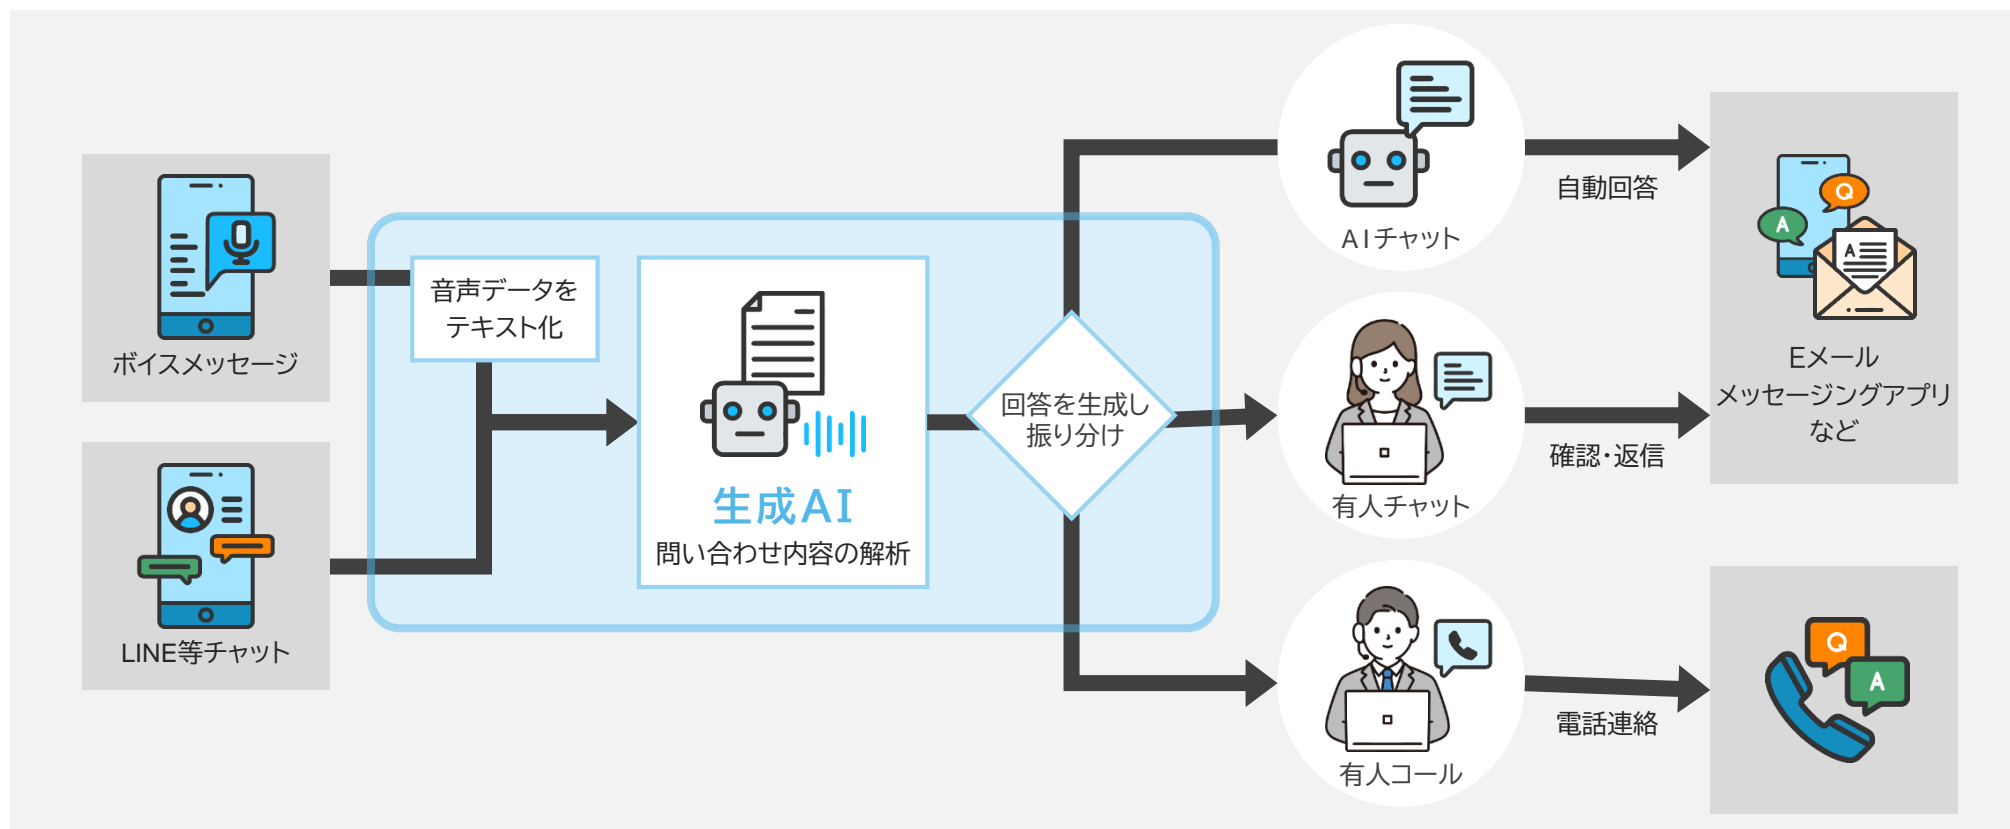 ボイスメッセージ
LINE等チャット
音声データを
テキスト化
生成AI
問い合わせ内容の解析
回答を生成し
振り分け
AIチャット
有人チャット
有人コール
自動回答
確認・返信
電話連絡
Q
A
A
Eメール
メッセージングアプリ
など
Q
A